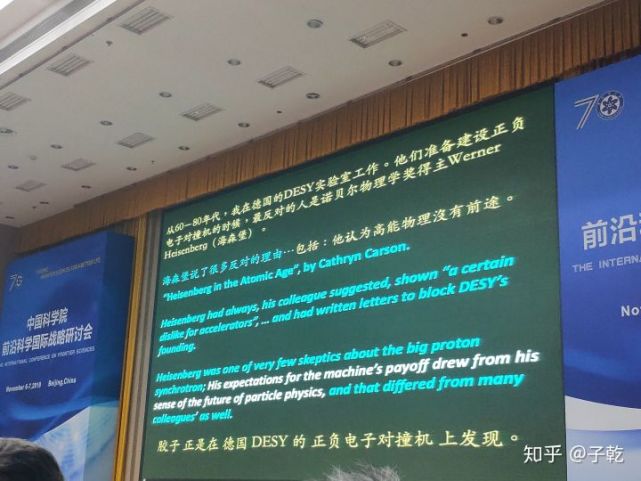 70
中国科学院
前沿科学国际战略研讨会
INTERNATIONAL CONFERENCE ON FRONTIER SCIENCES
November 6-7, 2019 Beijing,China
从60－80年代，我在德国的DESY实验室工作。他们准备建设正负
电子对撞机的时候，最反对的人是诺贝尔物理学奖得主Werner
Heisenberg（海森堡）。
海森堡说了很多反对的理由…包括：他认为高能物理沒有前途。
"Heisenberg in the Atomic Age", by Cathryn Carson.
Heisenberg had always, his colleague suggested, shown "a certain
dislike for accelerators", … and had written letters to block DESY's
founding.
Heisenberg was one of very few skeptics about the big proton
synchrotron; His expectations for the machine's payoff drew from his
sense of the future of particle physics, and that differed from many
colleagues' as well.
胶子 正是在 德国 DESY 的 正负电子对撞机 上发现。
70
前沿
THE INTERNA
No
知乎 @子乾